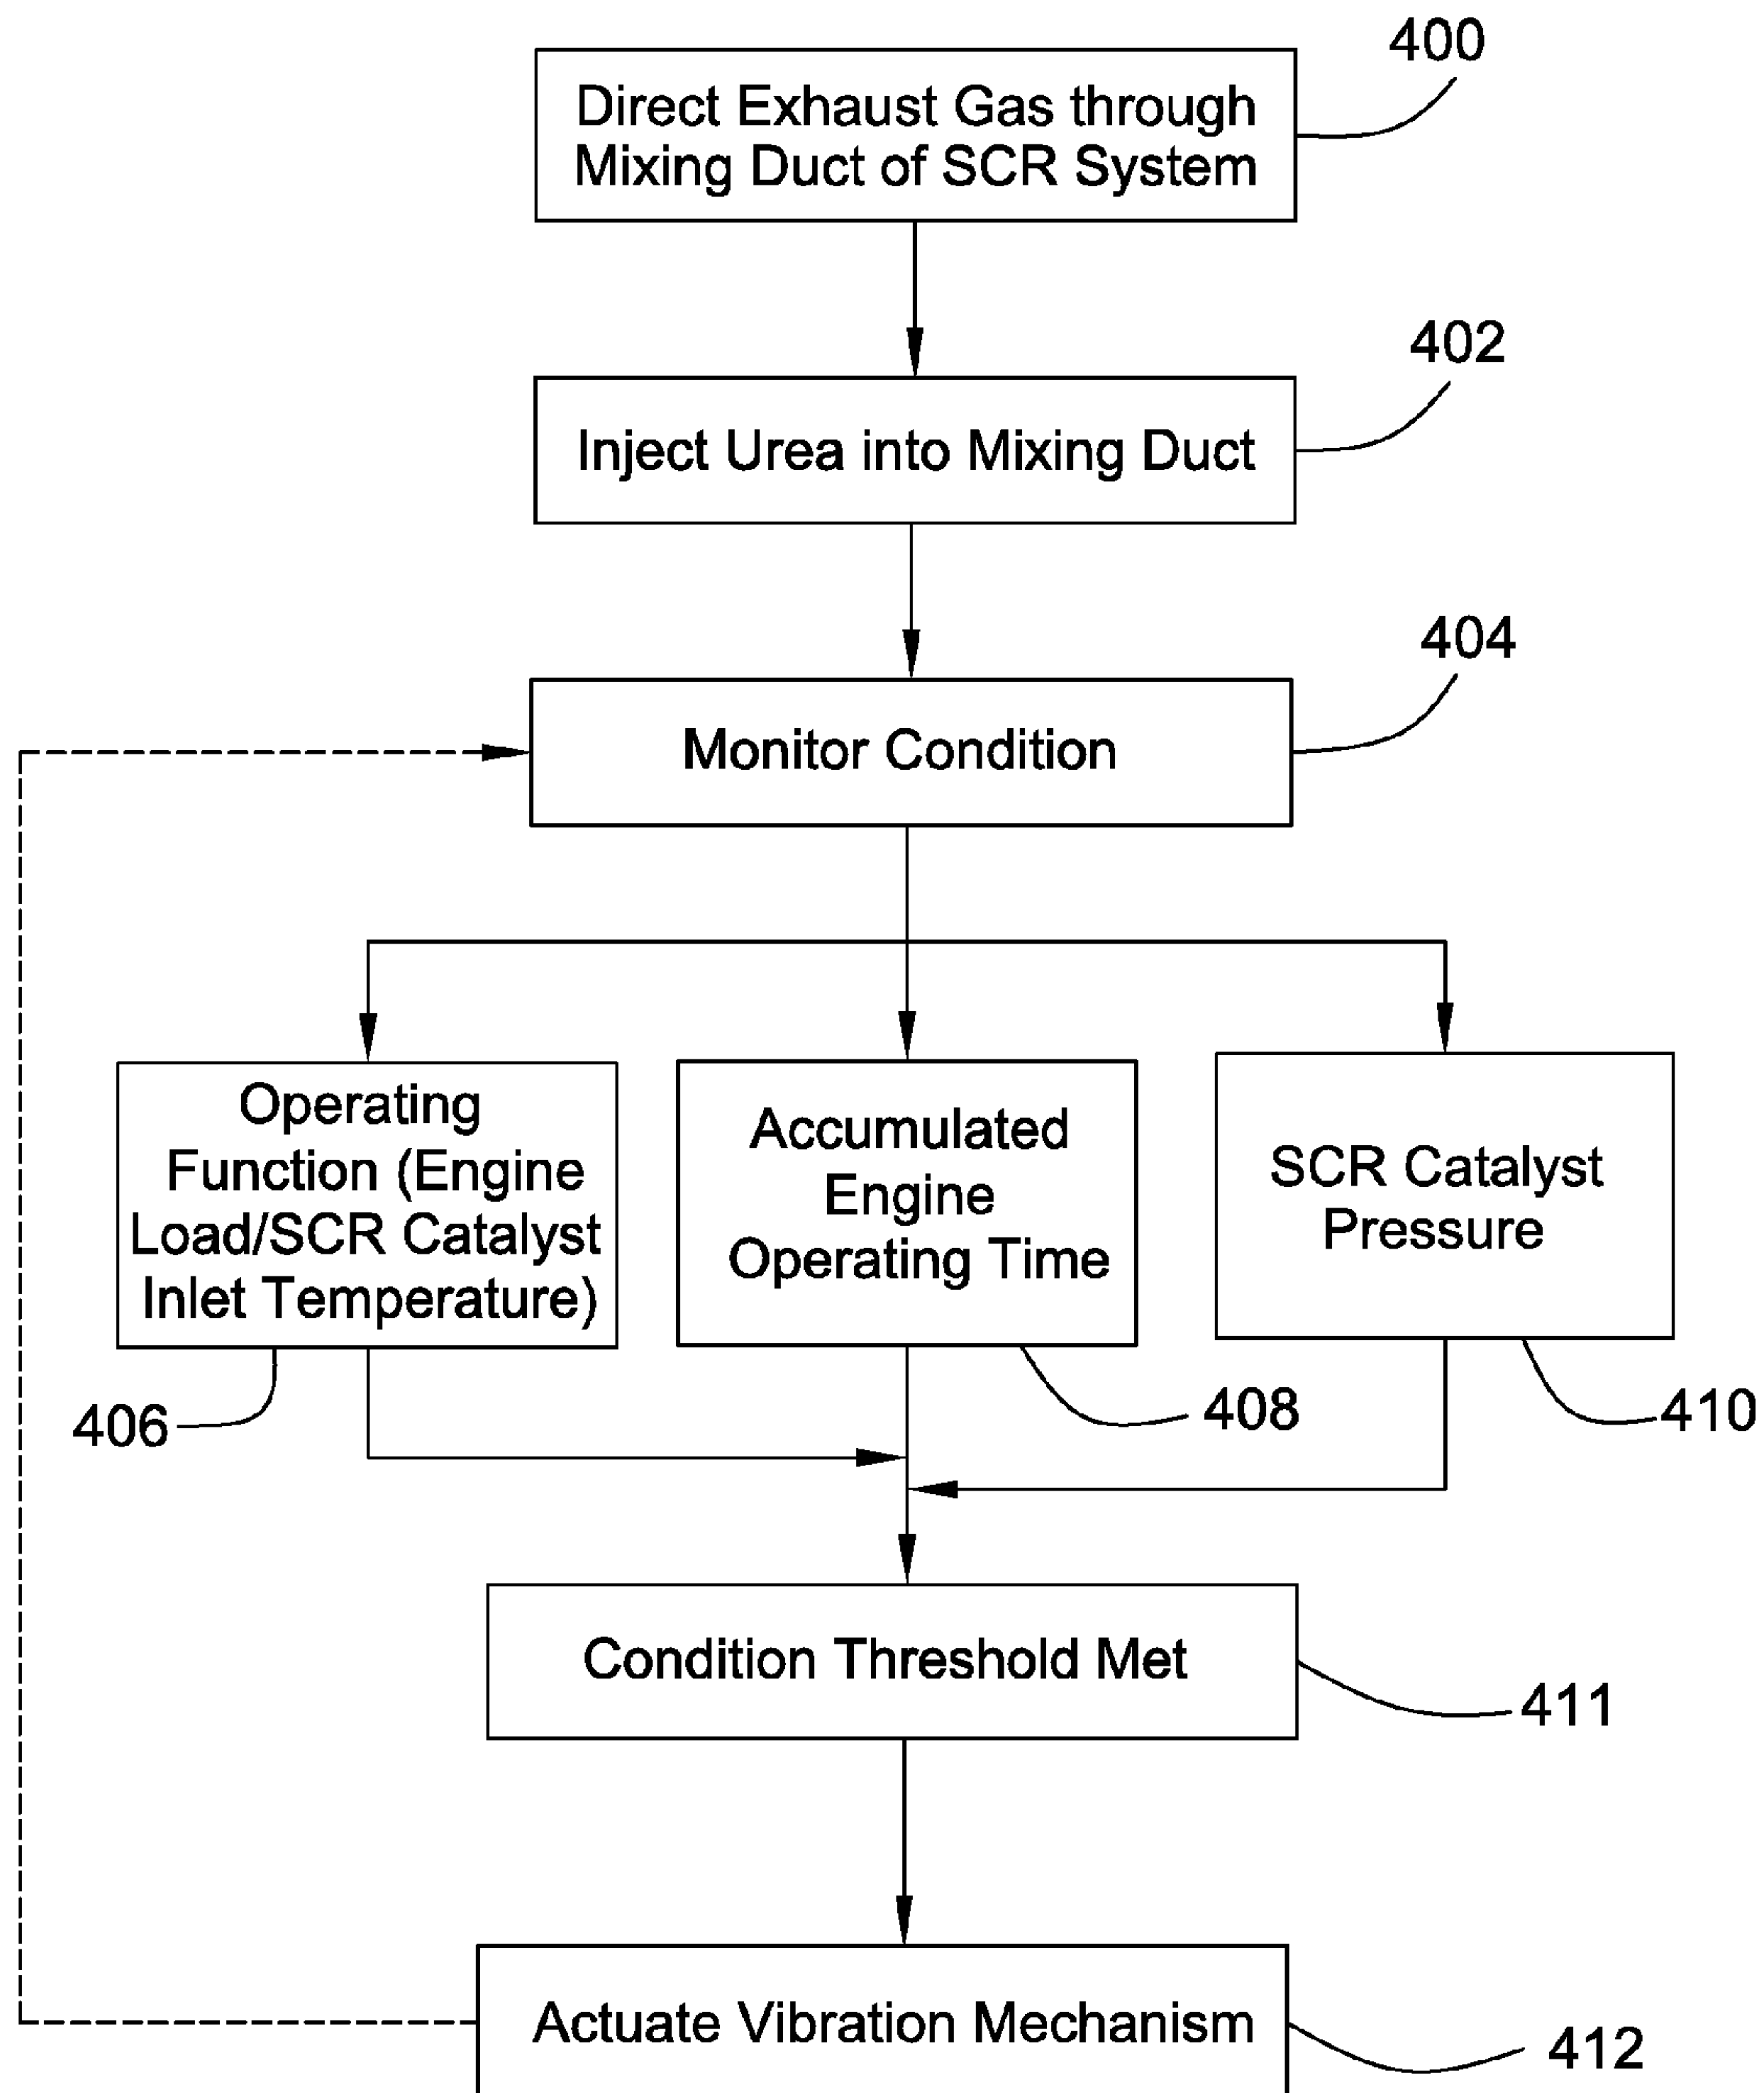 400
Direct Exhaust Gas through
Mixing Duct of SCR System
402
Inject Urea into Mixing Duct
404
Monitor Condition
Operating
Function (Engine
Load/SCR Catalyst
Inlet Temperature)
Accumulated
Engine
Operating Time
SCR Catalyst
Pressure
406
408
410
Condition Threshold Met
411
Actuate Vibration Mechanism
412